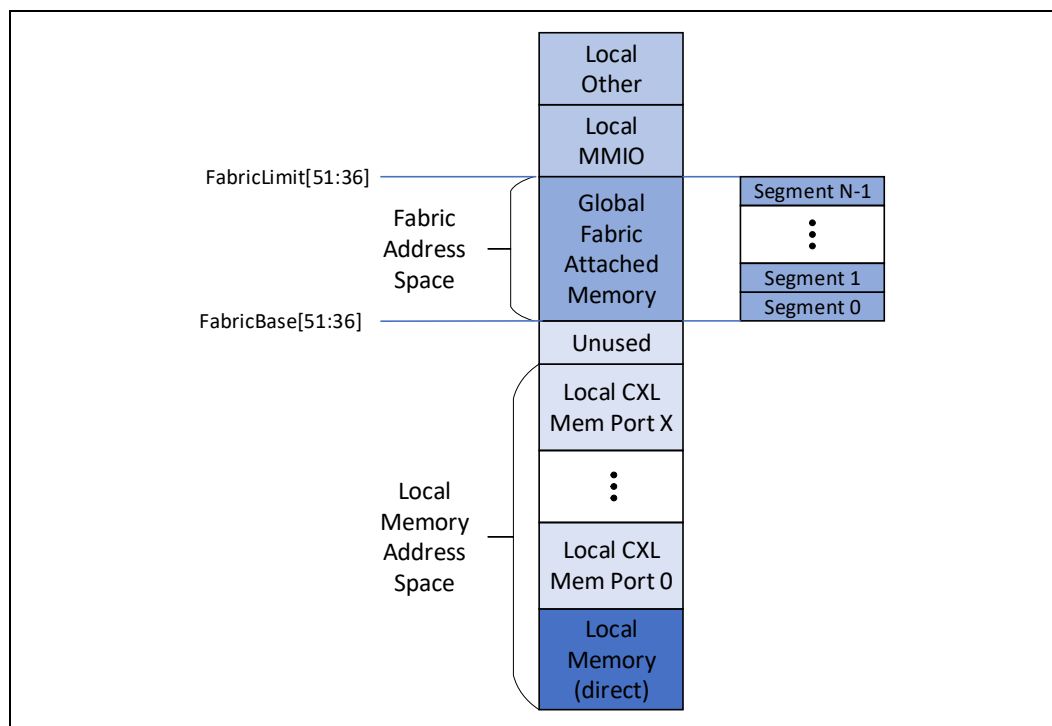 Local
Other
Local
MMIO
FabricLimit[51:36]
Segment N-1
Fabric
Address
Space
Global
Fabric
Attached
Memory
Segment 1
Segment 0
FabricBase[51:36]
Unused
Local CXL
Mem Port X
Local
Memory
Address
Space
Local CXL
Mem Port 0
Local
Memory
(direct)